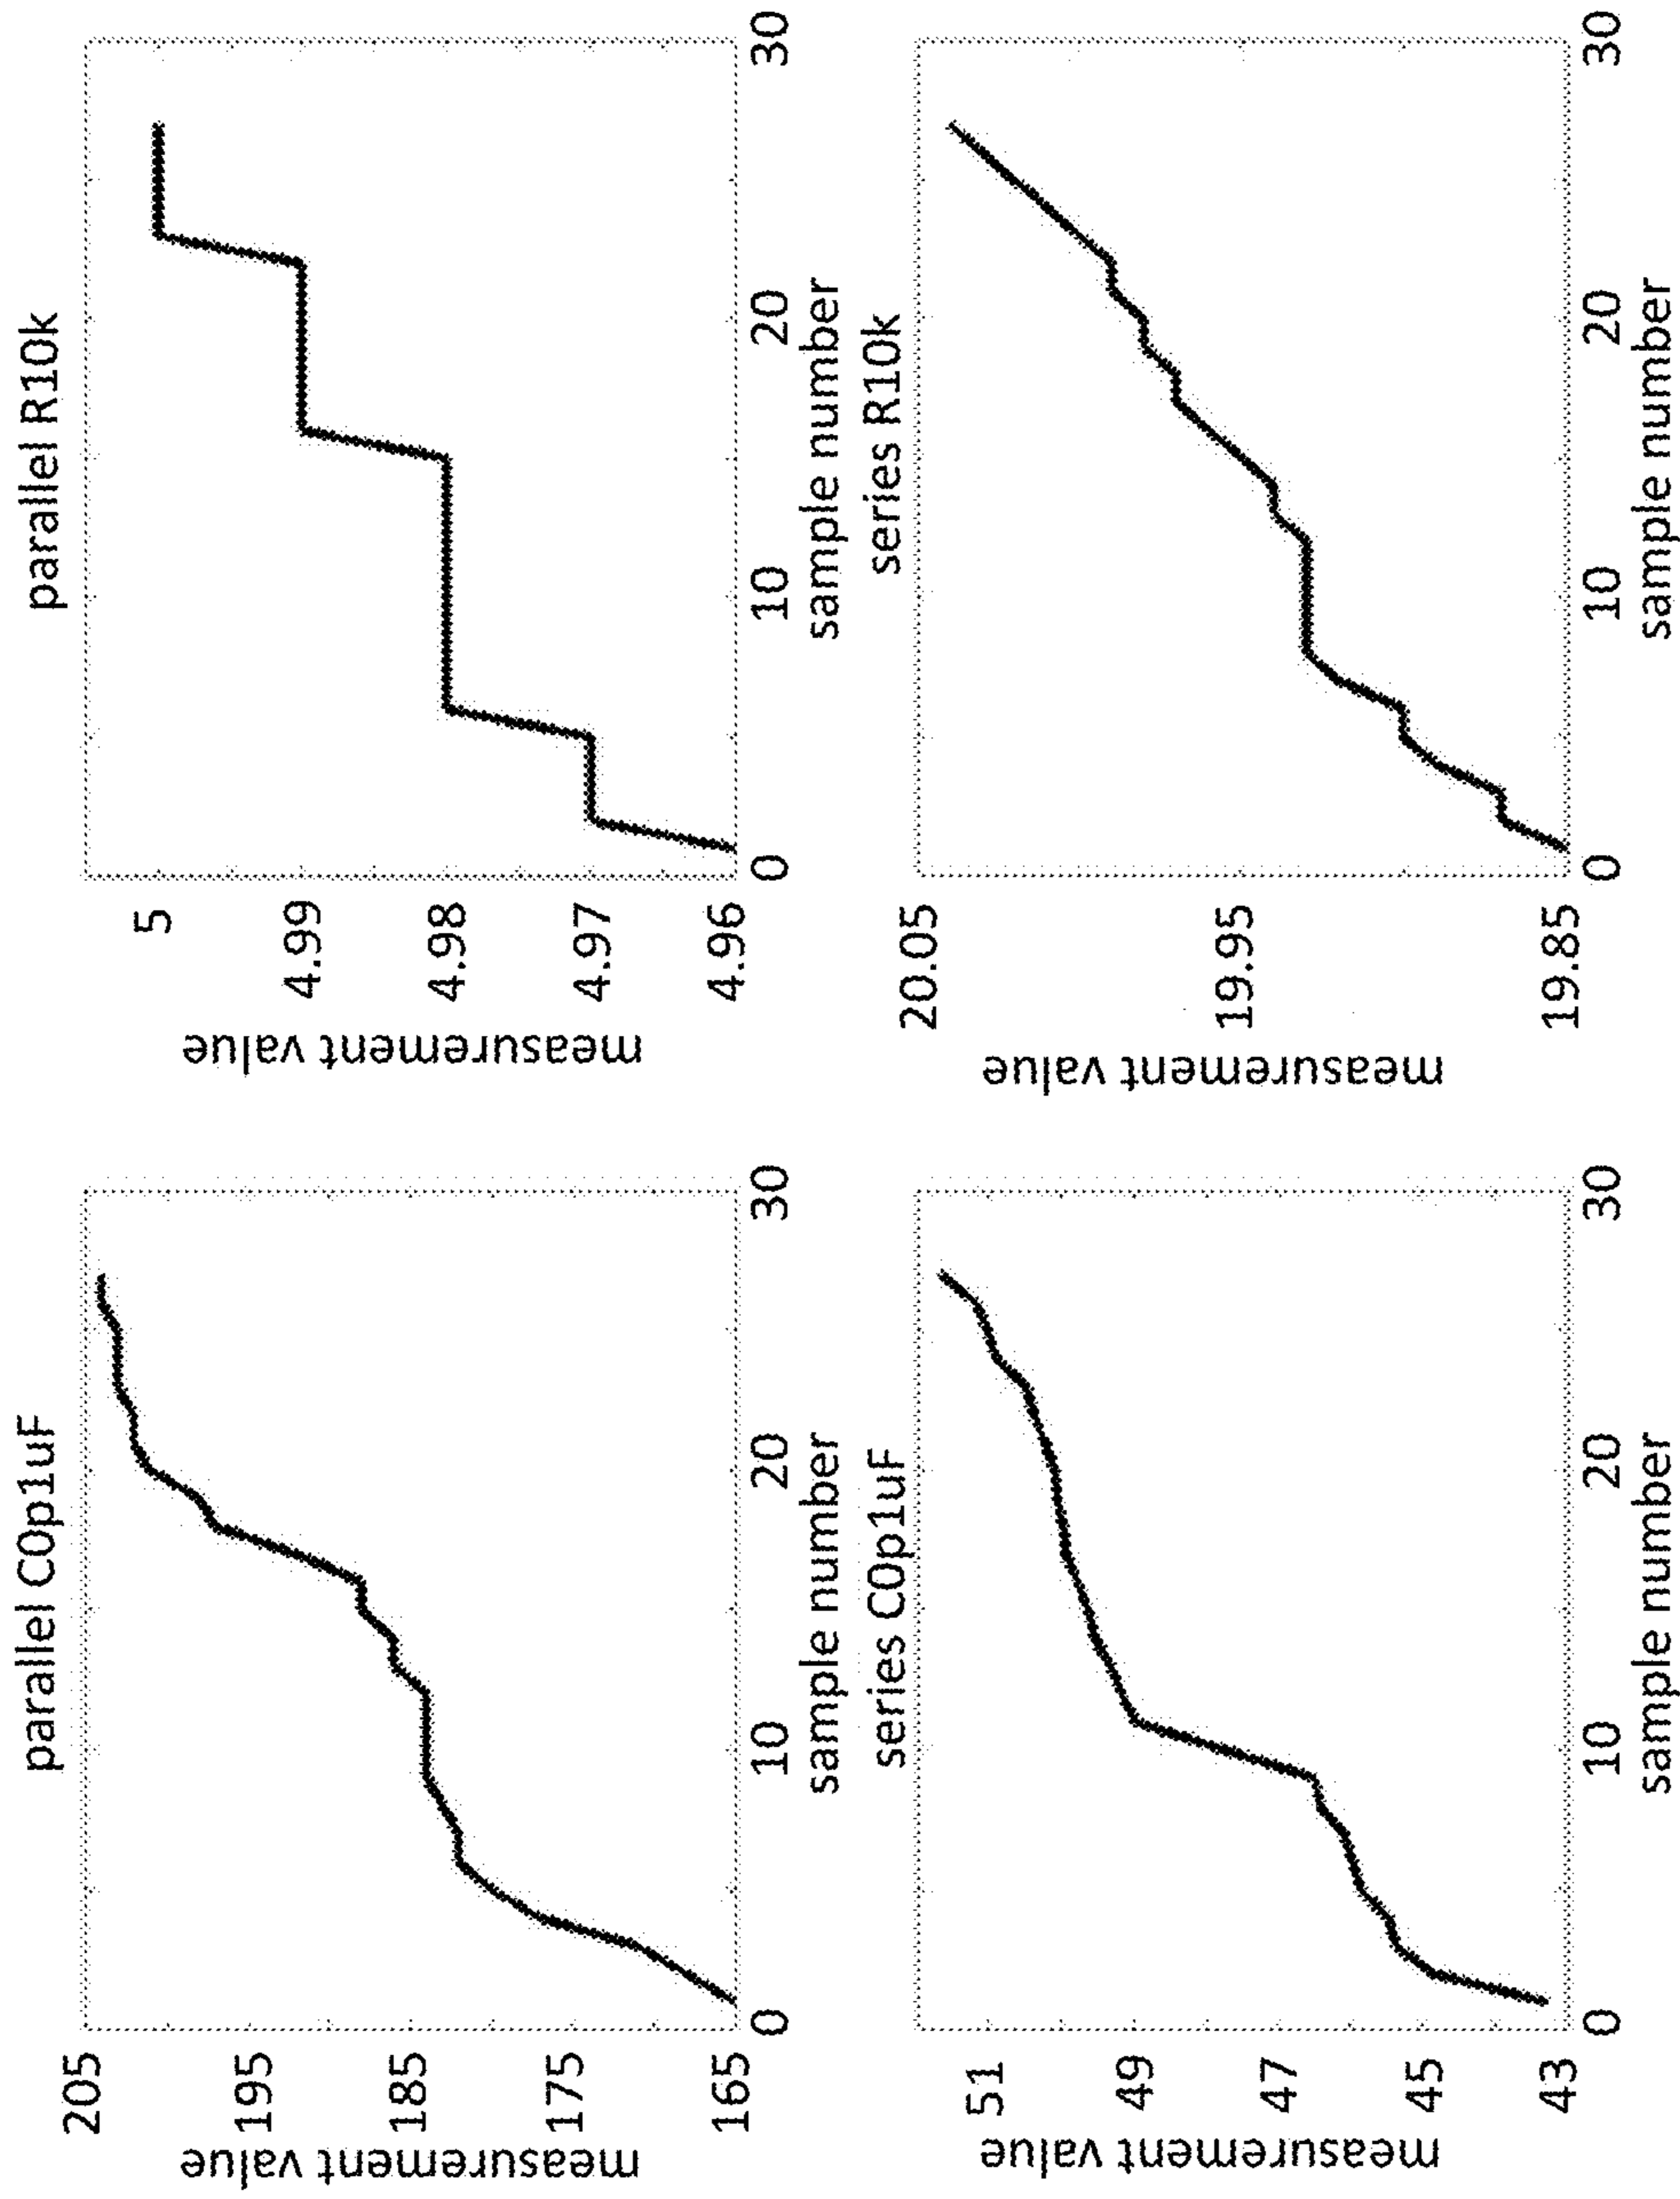 parallel C0p1uF
measurement value
205
195
185
175
165
0
10
20
30
sample number
parallel R10k
measurement value
5
4.99
4.98
4.97
4.96
0
10
20
30
sample number
series C0p1uF
measurement value
51
49
47
45
43
0
10
20
30
sample number
series R10k
measurement value
20.05
19.95
19.85
0
10
20
30
sample number